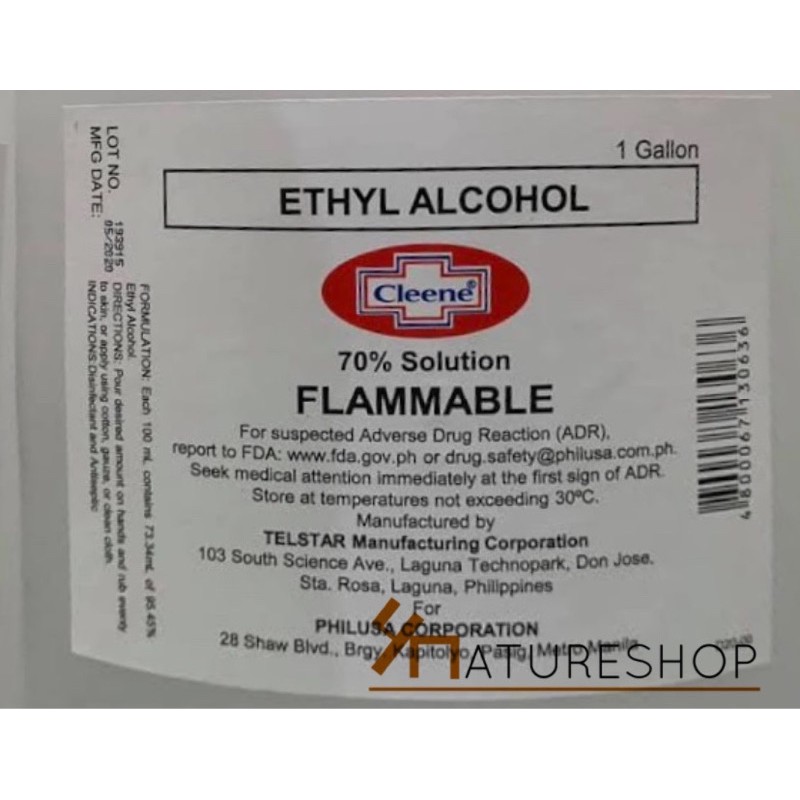 1 Gallon
ETHYL ALCOHOL
Cleene®
70% Solution
FLAMMABLE
For suspected Adverse Drug Reaction (ADR),
report to FDA: www.fda.gov.ph or drug.safety@philusa.com.ph.
Seek medical attention immediately at the first sign of ADR.
Store at temperatures not exceeding 30ºC.
Manufactured by
TELSTAR Manufacturing Corporation
103 South Science Ave., Laguna Technopark, Don Jose,
Sta. Rosa, Laguna, Philippines
For
PHILUSA CORPORATION
28 Shaw Blvd., Brgy. Kapitolyo, Pasig, Metro Manila
LOT NO. 193915
MFG DATE: 05/2020
FORMULATION: Each 100 mL contains 73.34mL of 95.45%
Ethyl Alcohol.
DIRECTIONS: Pour desired amount on hands and rub evenly
to skin, or apply using cotton, gauze, or clean cloth.
INDICATIONS:Disinfectant and Antiseptic
4800067130636
NATURESHOP